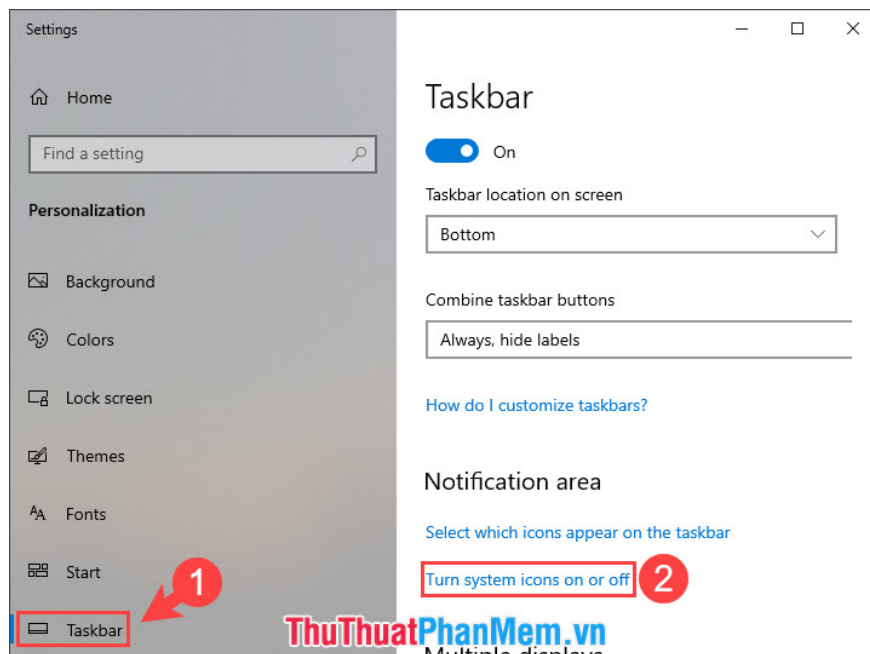 Settings
Home
Find a setting
Personalization
Background
Colors
Lock screen
Themes
Fonts
Start
1
Taskbar
Taskbar
On
Taskbar location on screen
Bottom
Combine taskbar buttons
Always, hide labels
How do I customize taskbars?
Notification area
Select which icons appear on the taskbar
Turn system icons on or off
2
ThuThuatPhanMem.vn
Multiple displays